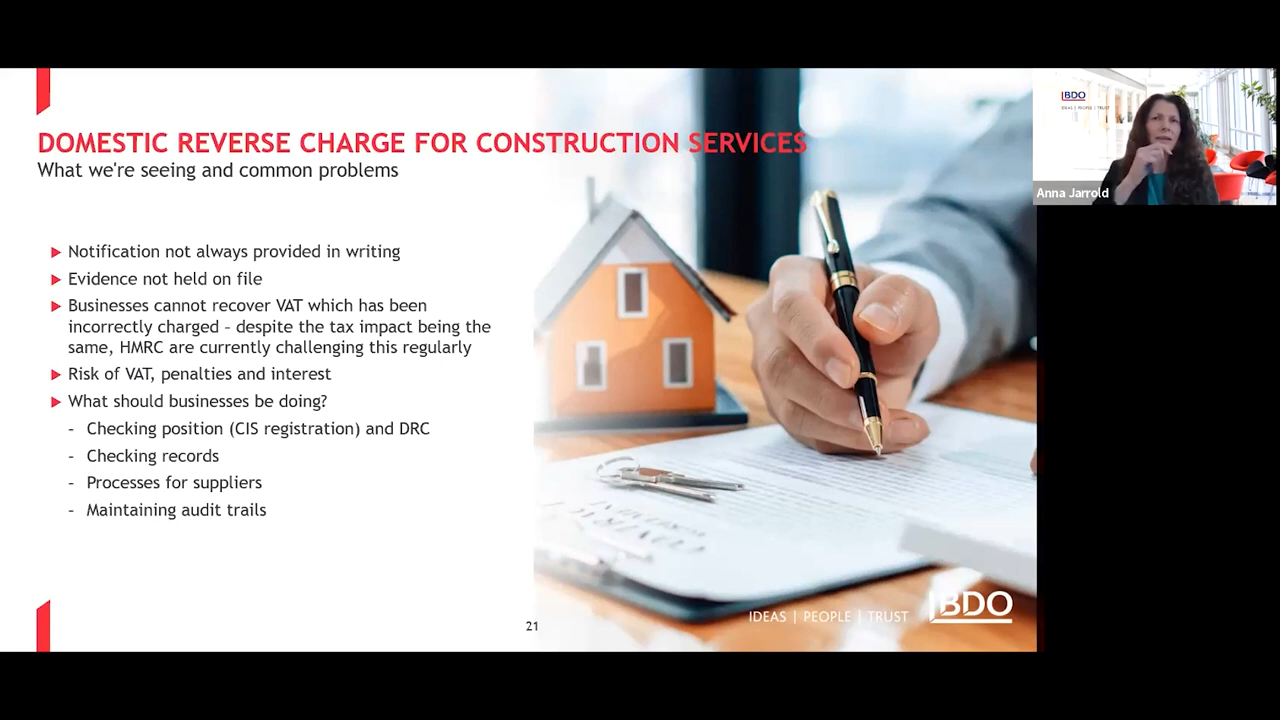 DOMESTIC REVERSE CHARGE FOR CONSTRUCTION SERVICES
What we're seeing and common problems
Notification not always provided in writing
Evidence not held on file
Businesses cannot recover VAT which has been
incorrectly charged – despite the tax impact being the
same, HMRC are currently challenging this regularly
Risk of VAT, penalties and interest
What should businesses be doing?
- Checking position (CIS registration) and DRC
- Checking records
- Processes for suppliers
- Maintaining audit trails
21
CONTRACT
IDEAS | PEOPLE | TRUST
BDO
BDO
IDEAS | PEOPLE | TRUST
Anna Jarrold